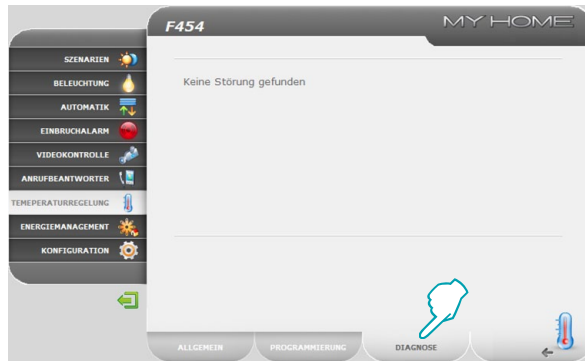 F454
MY HOME
SZENARIEN
BELEUCHTUNG
AUTOMATIK
EINBRUCHALARM
VIDEOKONTROLLE
ANRUFBEANTWORTER
TEMEPERATURREGELUNG
ENERGIEMANAGEMENT
KONFIGURATION
Keine Störung gefunden
ALLGEMEIN
PROGRAMMIERUNG
DIAGNOSE